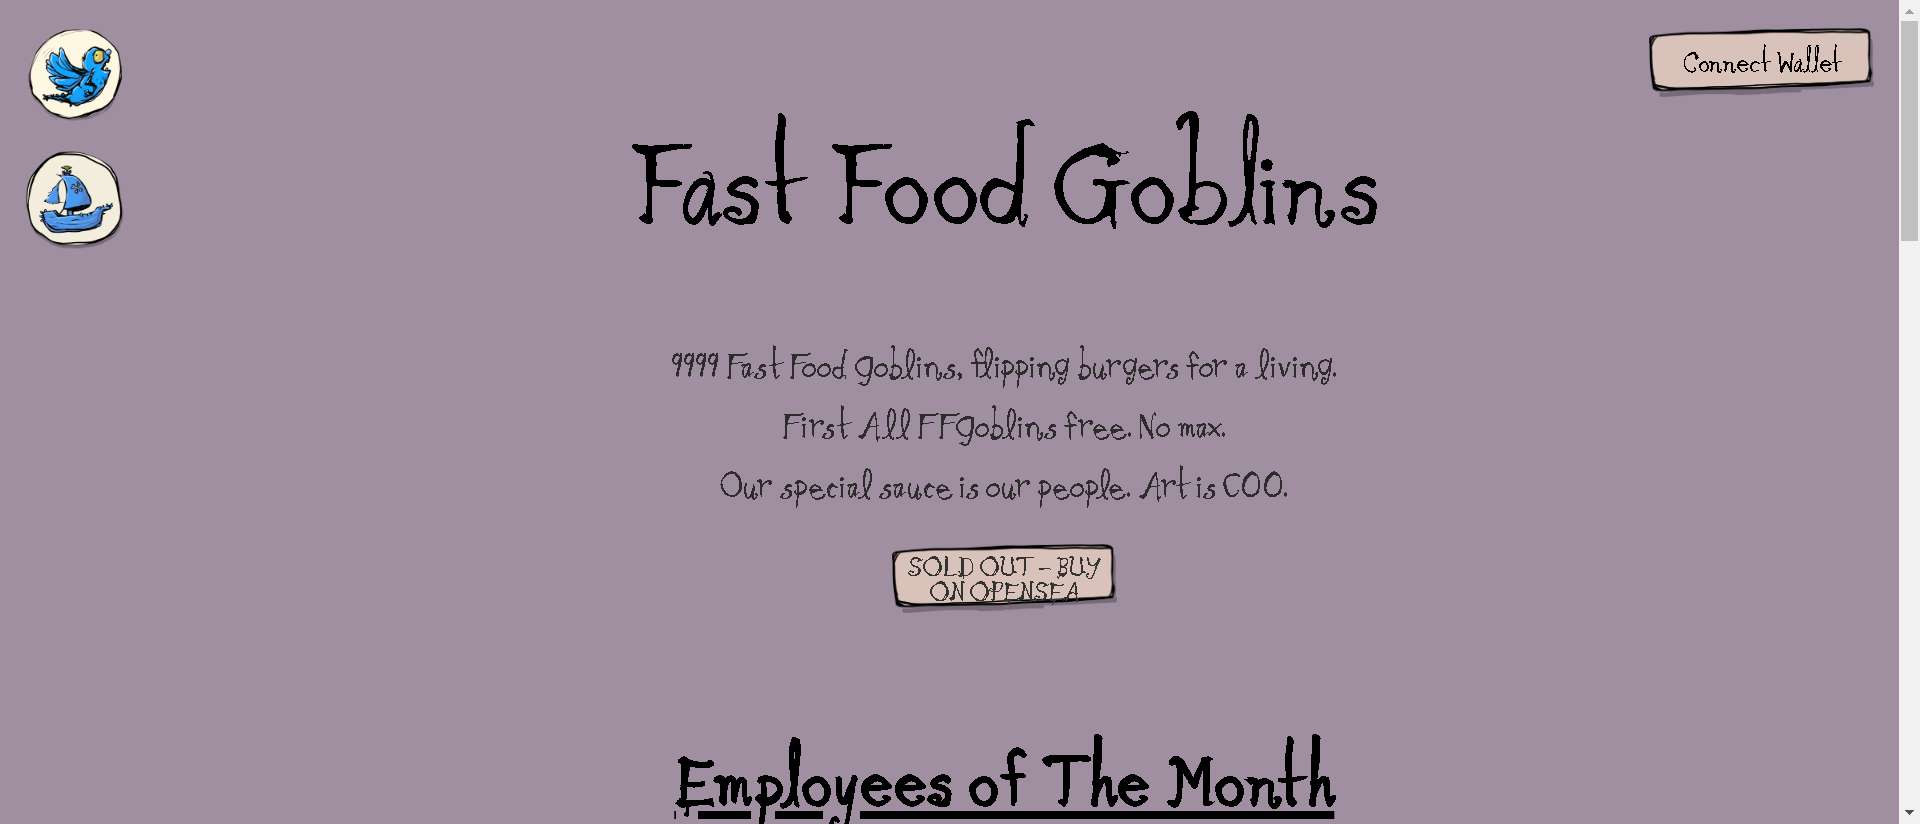 Connect Wallet
Fast Food Goblins
9999 Fast Food Goblins, flipping burgers for a living.
First All FFGoblins free. No max.
Our special sauce is our people. Art is COO.
SOLD OUT - BUY
ON OPENSEA
Employees of The Month